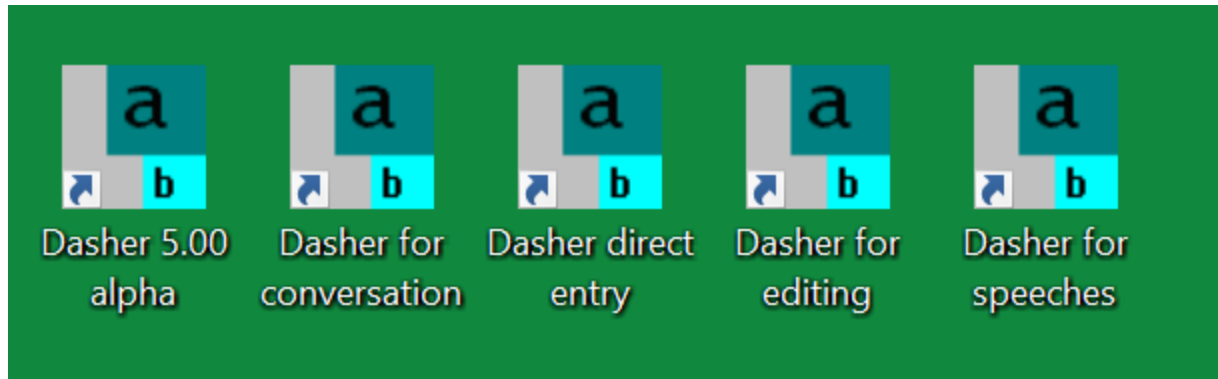 a a a a a
b b b b b
Dasher 5.00 Dasher for Dasher direct Dasher for Dasher for
alpha conversation entry editing speeches